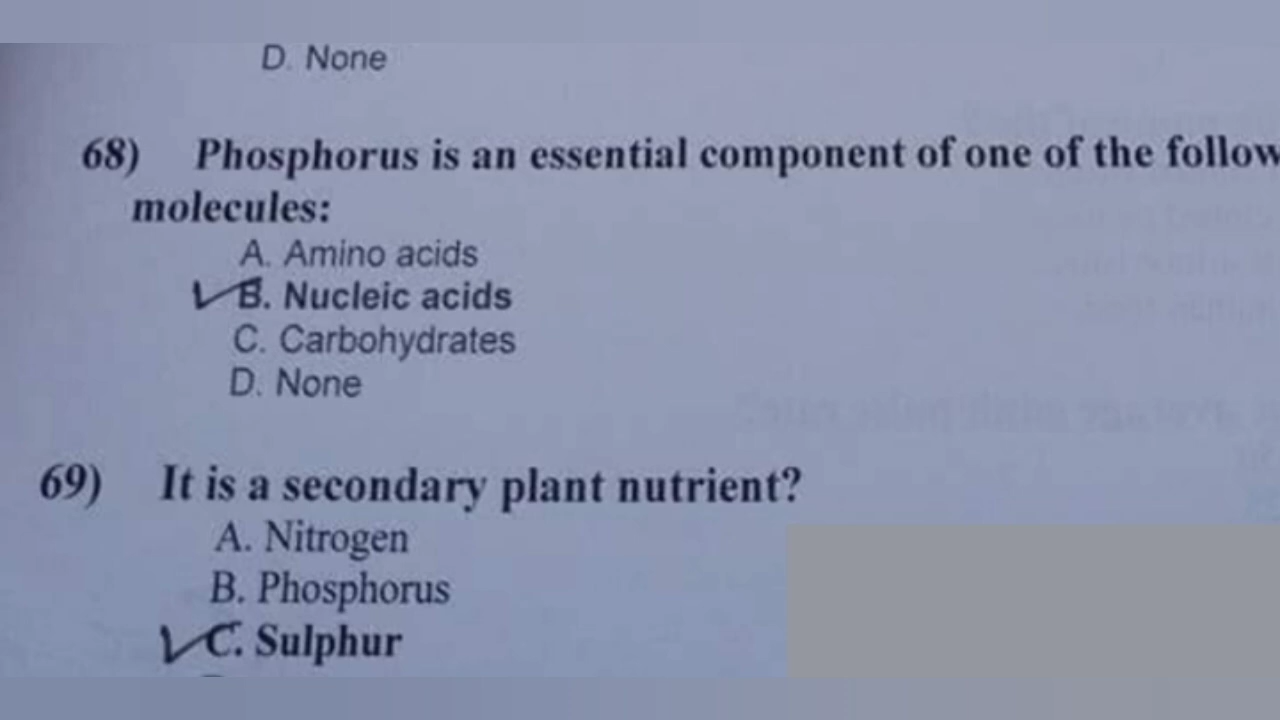 D. None
68) Phosphorus is an essential component of one of the follow
molecules:
A. Amino acids
B. Nucleic acids
C. Carbohydrates
D. None
69) It is a secondary plant nutrient?
A. Nitrogen
B. Phosphorus
C. Sulphur